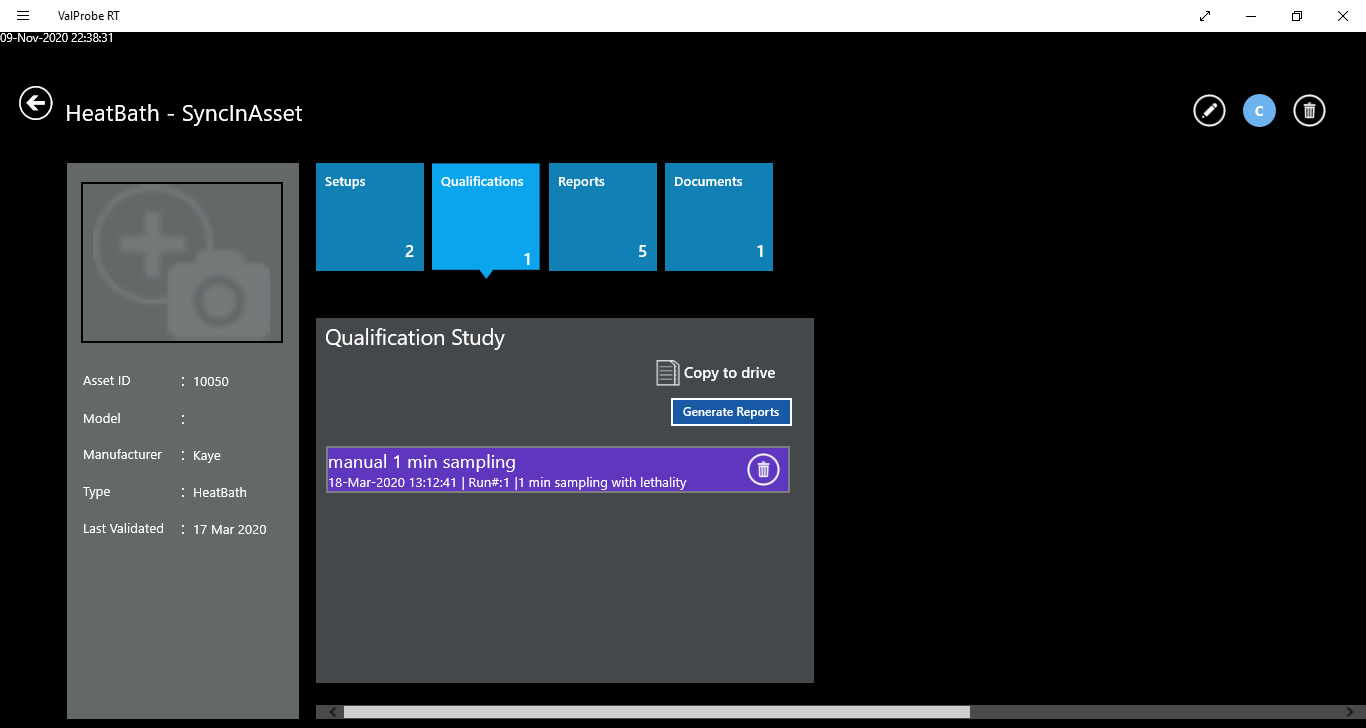 ValProbe RT
09-Nov-2020 22:38:31
HeatBath - SyncInAsset
C
Setups
2
Qualifications
1
Reports
5
Documents
1
Asset ID : 10050
Model :
Manufacturer : Kaye
Type : HeatBath
Last Validated : 17 Mar 2020
Qualification Study
Copy to drive
Generate Reports
manual 1 min sampling
18-Mar-2020 13:12:41 | Run#:1 |1 min sampling with lethality